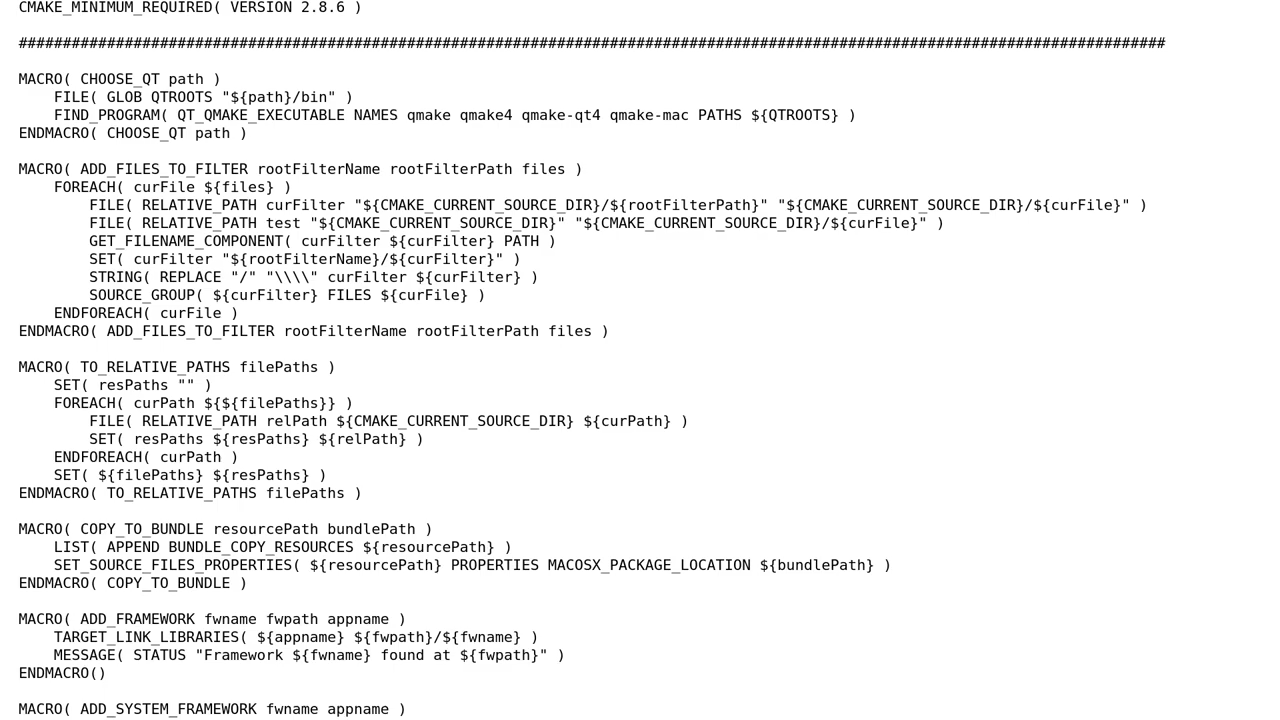 CMAKE_MINIMUM_REQUIRED( VERSION 2.8.6 )
##################################################################################################################################
MACRO( CHOOSE_QT path )
    FILE( GLOB QTROOTS "${path}/bin" )
    FIND_PROGRAM( QT_QMAKE_EXECUTABLE NAMES qmake qmake4 qmake-qt4 qmake-mac PATHS ${QTROOTS} )
ENDMACRO( CHOOSE_QT path )
MACRO( ADD_FILES_TO_FILTER rootFilterName rootFilterPath files )
    FOREACH( curFile ${files} )
        FILE( RELATIVE_PATH curFilter "${CMAKE_CURRENT_SOURCE_DIR}/${rootFilterPath}" "${CMAKE_CURRENT_SOURCE_DIR}/${curFile}" )
        FILE( RELATIVE_PATH test "${CMAKE_CURRENT_SOURCE_DIR}" "${CMAKE_CURRENT_SOURCE_DIR}/${curFile}" )
        GET_FILENAME_COMPONENT( curFilter ${curFilter} PATH )
        SET( curFilter "${rootFilterName}/${curFilter}" )
        STRING( REPLACE "/" "\\\\" curFilter ${curFilter} )
        SOURCE_GROUP( ${curFilter} FILES ${curFile} )
    ENDFOREACH( curFile )
ENDMACRO( ADD_FILES_TO_FILTER rootFilterName rootFilterPath files )
MACRO( TO_RELATIVE_PATHS filePaths )
    SET( resPaths "" )
    FOREACH( curPath ${${filePaths}} )
        FILE( RELATIVE_PATH relPath ${CMAKE_CURRENT_SOURCE_DIR} ${curPath} )
        SET( resPaths ${resPaths} ${relPath} )
    ENDFOREACH( curPath )
    SET( ${filePaths} ${resPaths} )
ENDMACRO( TO_RELATIVE_PATHS filePaths )
MACRO( COPY_TO_BUNDLE resourcePath bundlePath )
    LIST( APPEND BUNDLE_COPY_RESOURCES ${resourcePath} )
    SET_SOURCE_FILES_PROPERTIES( ${resourcePath} PROPERTIES MACOSX_PACKAGE_LOCATION ${bundlePath} )
ENDMACRO( COPY_TO_BUNDLE )
MACRO( ADD_FRAMEWORK fwname fwpath appname )
    TARGET_LINK_LIBRARIES( ${appname} ${fwpath}/${fwname} )
    MESSAGE( STATUS "Framework ${fwname} found at ${fwpath}" )
ENDMACRO()
MACRO( ADD_SYSTEM_FRAMEWORK fwname appname )